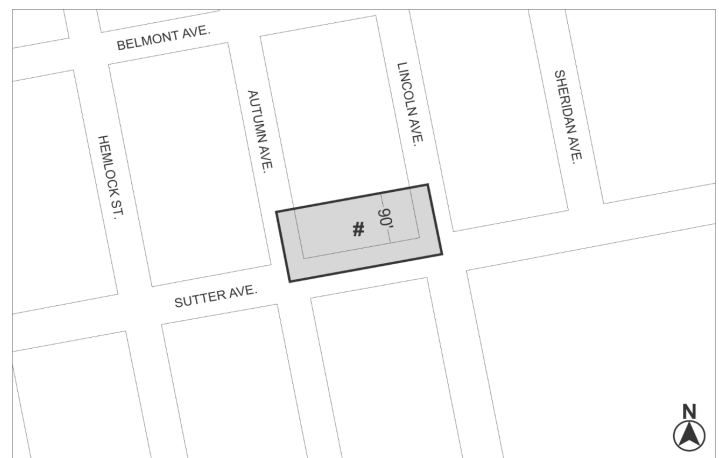 BELMONT AVE.
HEMLOCK ST.
AUTUMN AVE.
LINCOLN AVE.
SHERIDAN AVE.
#
90'
SUTTER AVE.
N